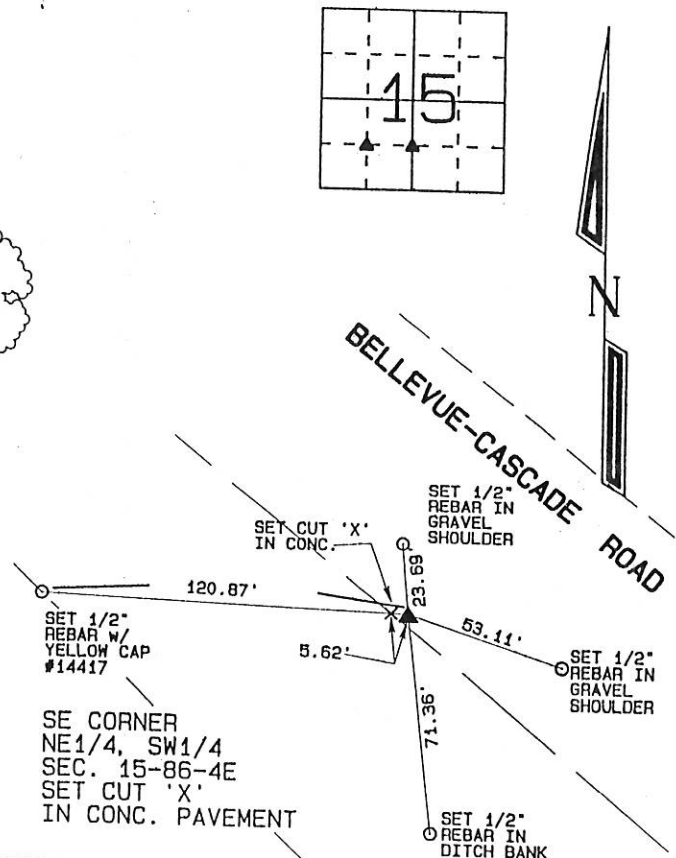 15
N
BELLEVUE-CASCADE ROAD
SET 1/2"
REBAR IN
GRAVEL
SHOULDER
SET CUT 'X'
IN CONC.
23.69'
120.87'
53.11'
5.62'
71.36'
SET 1/2"
REBAR W/
YELLOW CAP
#14417
SET 1/2"
REBAR IN
GRAVEL
SHOULDER
SE CORNER
NE1/4, SW1/4
SEC. 15-86-4E
SET CUT 'X'
IN CONC. PAVEMENT
SET 1/2"
REBAR IN
DITCH BANK